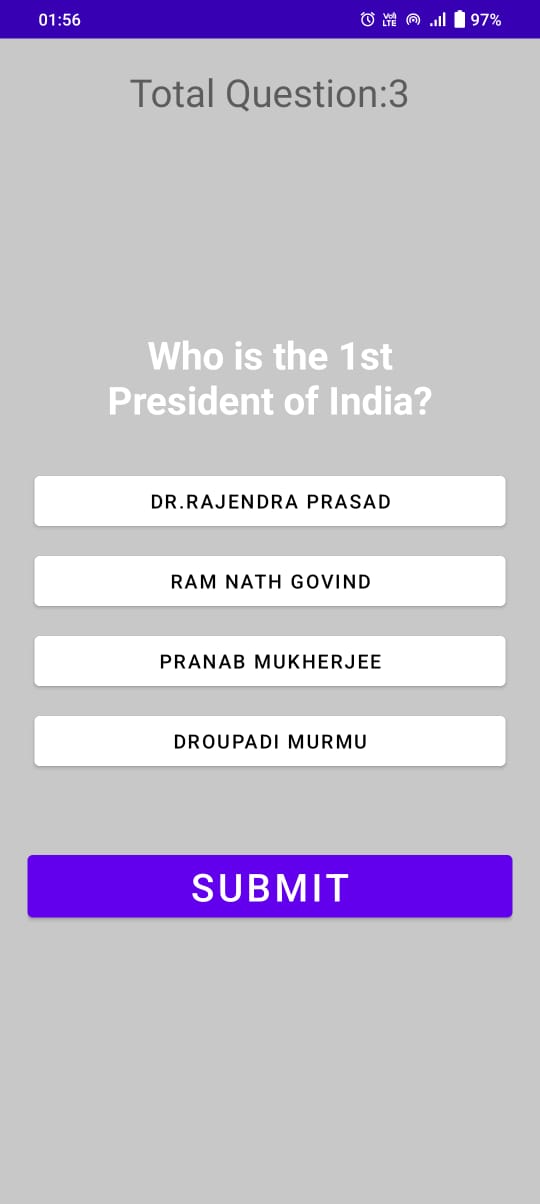 01:56
Vo) LTE 97%
Total Question:3
Who is the 1st
President of India?
DR.RAJENDRA PRASAD
RAM NATH GOVIND
PRANAB MUKHERJEE
DROUPADI MURMU
SUBMIT